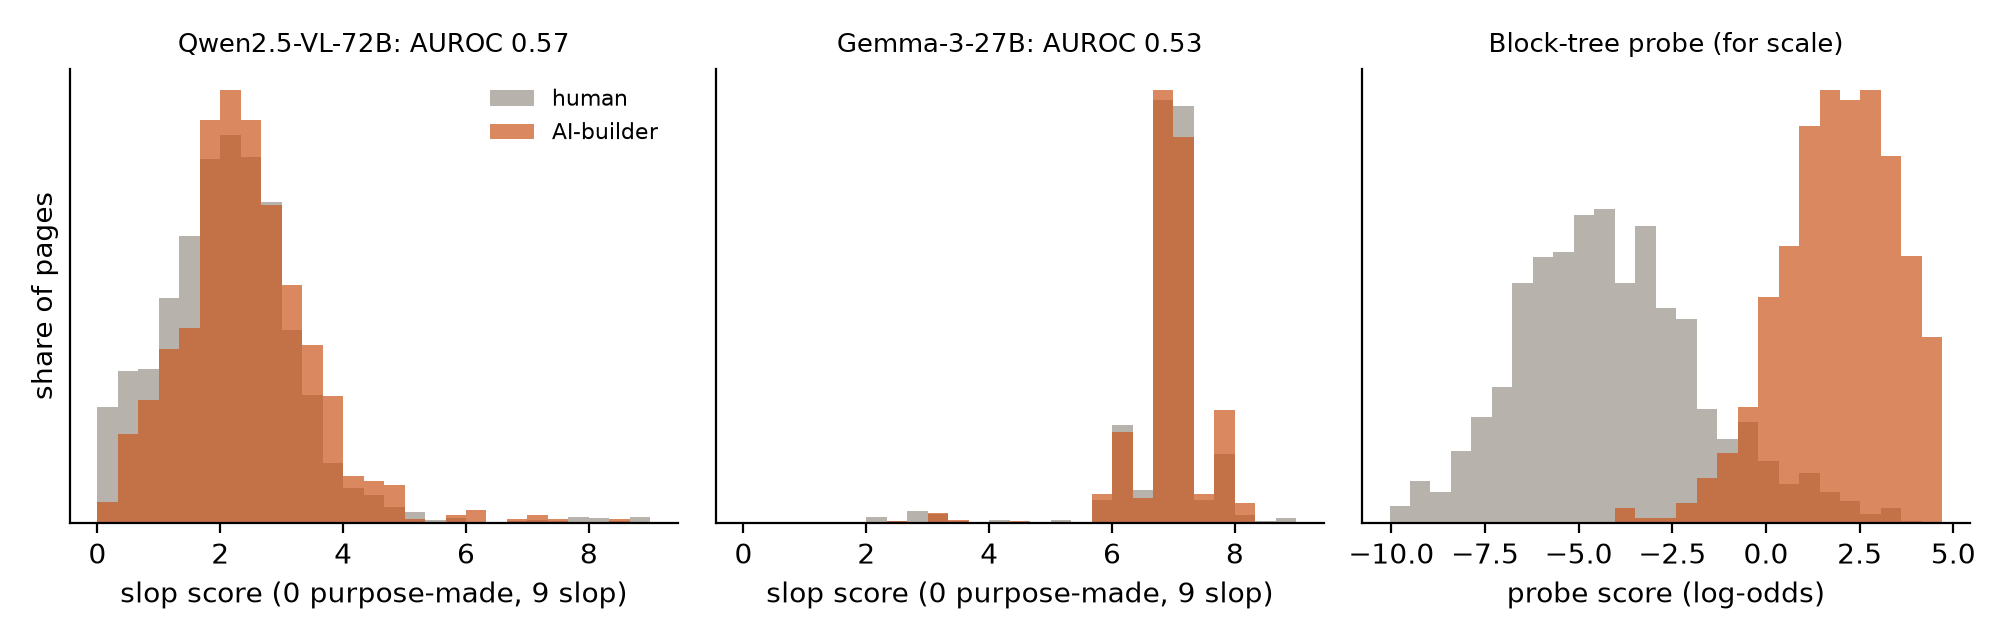 Qwen2.5-VL-72B: AUROC 0.57
human
AI-builder
share of pages
0 2 4 6 8
slop score (0 purpose-made, 9 slop)
Gemma-3-27B: AUROC 0.53
0 2 4 6 8
slop score (0 purpose-made, 9 slop)
Block-tree probe (for scale)
−10.0 −7.5 −5.0 −2.5 0.0 2.5 5.0
probe score (log-odds)